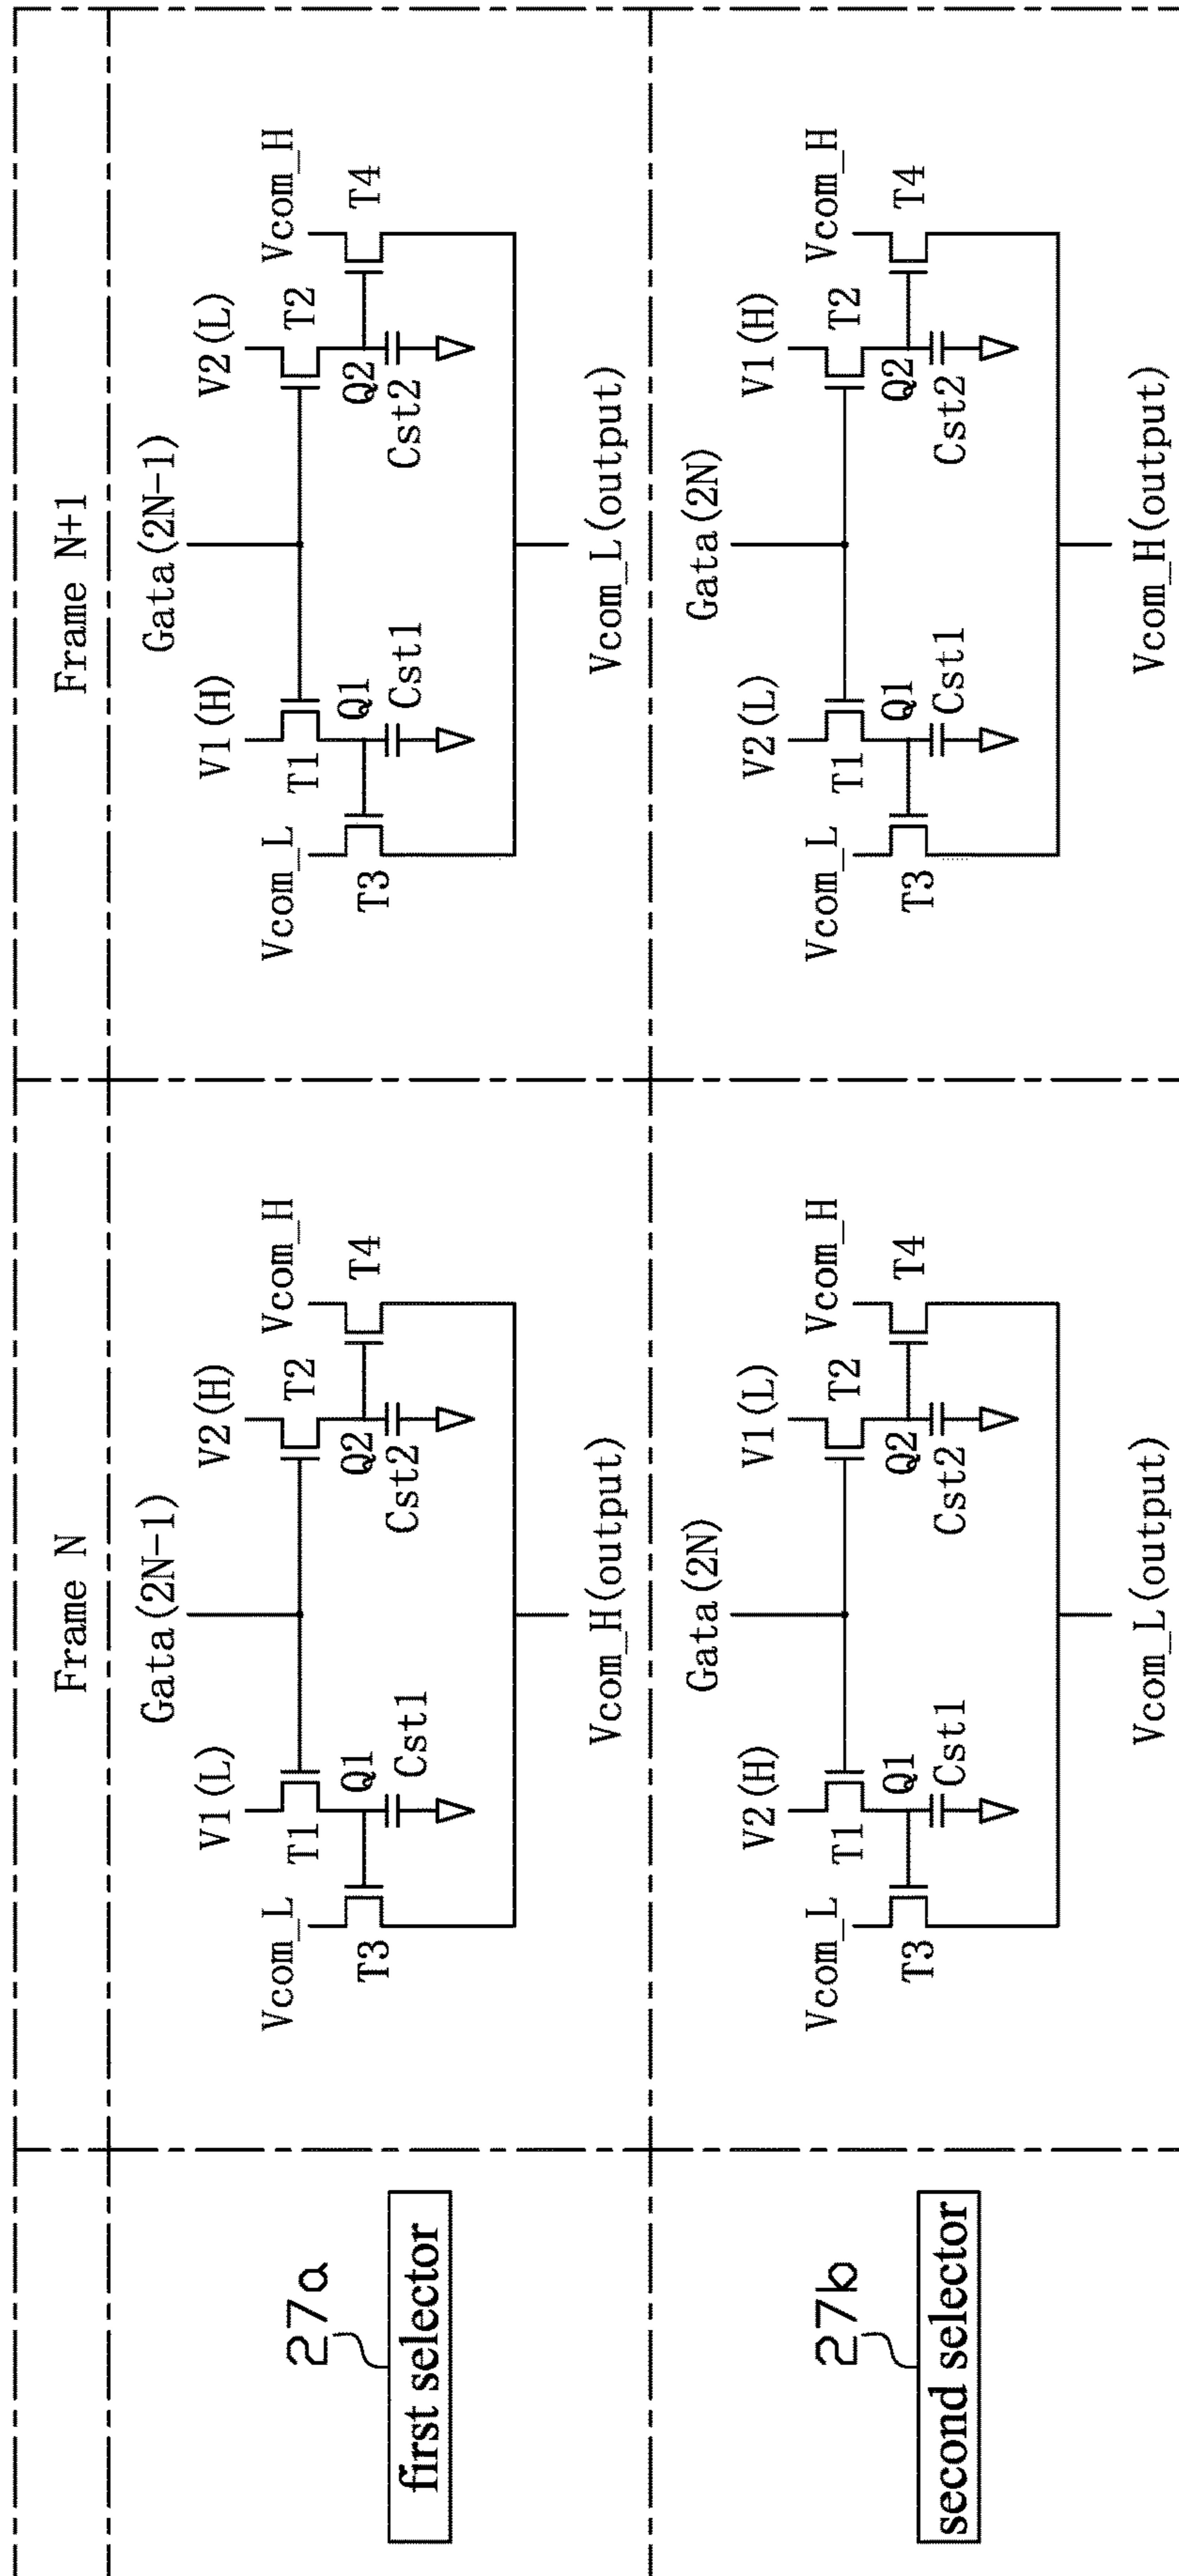 Frame N
Frame N+1
27a
first selector
Gata(2N-1)
V1(L)
V2(H)
T1
T2
Vcom_L
Vcom_H
Q1
Q2
T3
T4
Cst1
Cst2
Vcom_H(output)
Gata(2N-1)
V1(H)
V2(L)
T1
T2
Vcom_L
Vcom_H
Q1
Q2
T3
T4
Cst1
Cst2
Vcom_L(output)
27b
second selector
Gata(2N)
V2(H)
V1(L)
T1
T2
Vcom_L
Vcom_H
Q1
Q2
T3
T4
Cst1
Cst2
Vcom_L(output)
Gata(2N)
V2(L)
V1(H)
T1
T2
Vcom_L
Vcom_H
Q1
Q2
T3
T4
Cst1
Cst2
Vcom_H(output)